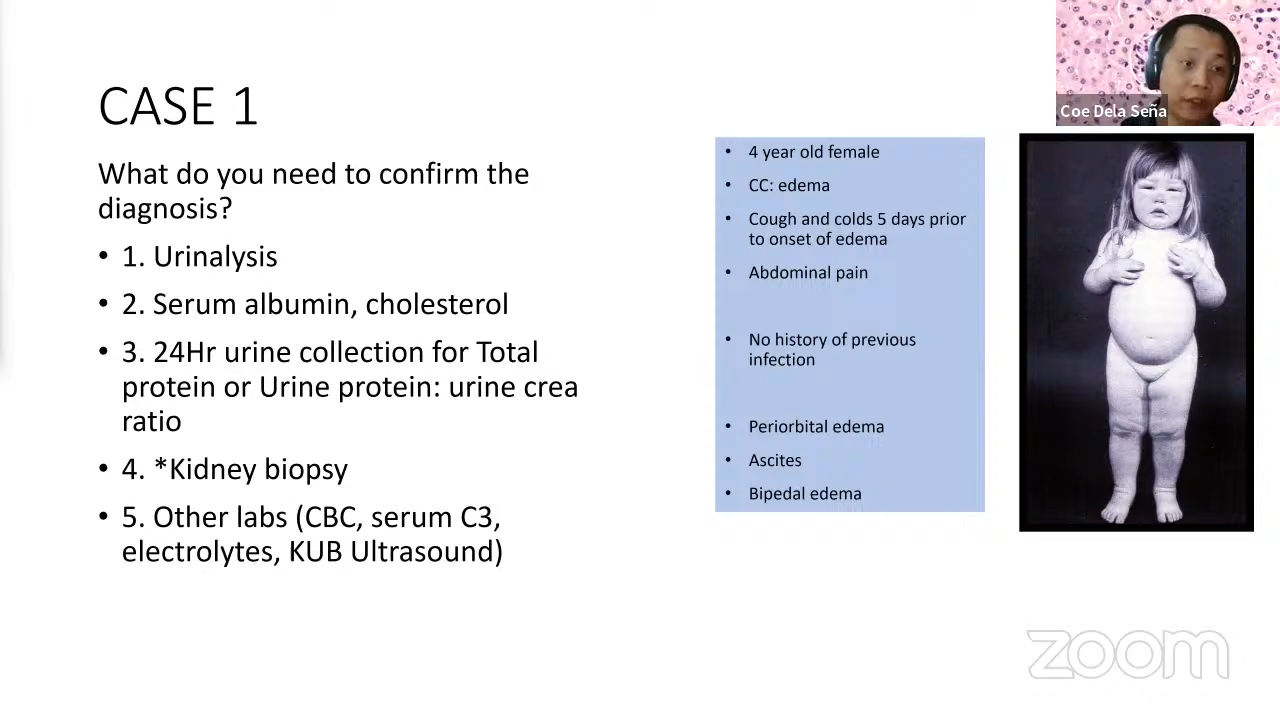 CASE 1
What do you need to confirm the
diagnosis?
• 1. Urinalysis
• 2. Serum albumin, cholesterol
• 3. 24Hr urine collection for Total
protein or Urine protein: urine crea
ratio
• 4. *Kidney biopsy
• 5. Other labs (CBC, serum C3,
electrolytes, KUB Ultrasound)
• 4 year old female
• CC: edema
• Cough and colds 5 days prior
to onset of edema
• Abdominal pain
• No history of previous
infection
• Periorbital edema
• Ascites
• Bipedal edema
Coe Dela Seña
zoom